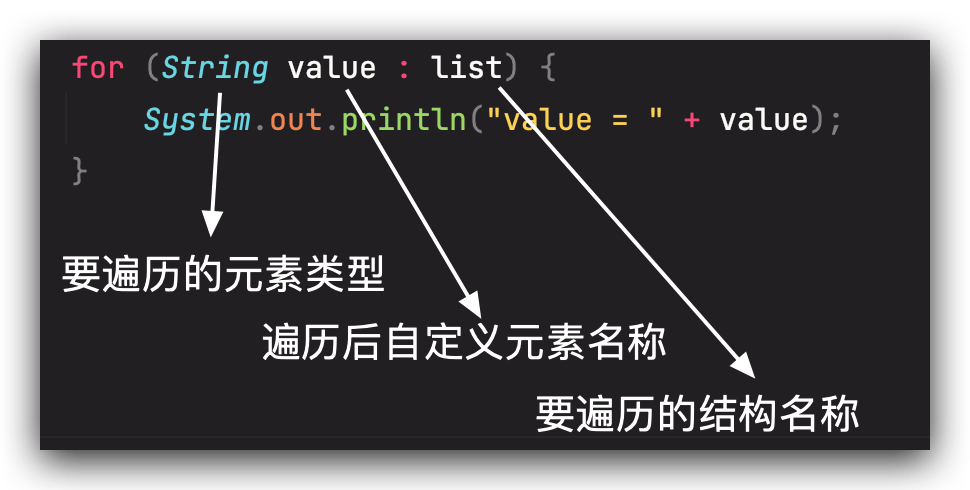 for (String value : list) {
    System.out.println("value = " + value);
}
要遍历的元素类型
遍历后自定义元素名称
要遍历的结构名称